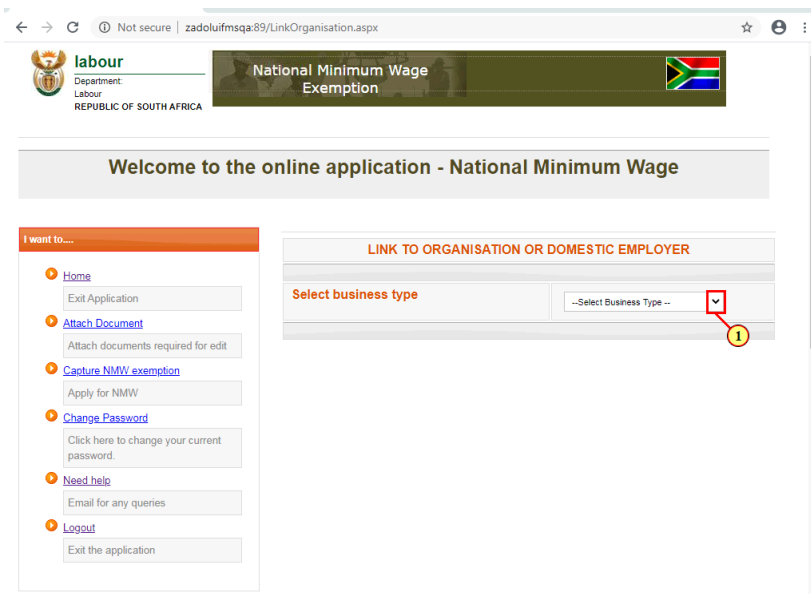 Not secure | zadoluifmsqa:89/LinkOrganisation.aspx
labour
Department:
Labour
REPUBLIC OF SOUTH AFRICA
National Minimum Wage
Exemption
Welcome to the online application - National Minimum Wage
I want to....
Home
Exit Application
Attach Document
Attach documents required for edit
Capture NMW exemption
Apply for NMW
Change Password
Click here to change your current
password.
Need help
Email for any queries
Logout
Exit the application
LINK TO ORGANISATION OR DOMESTIC EMPLOYER
Select business type
--Select Business Type --
1